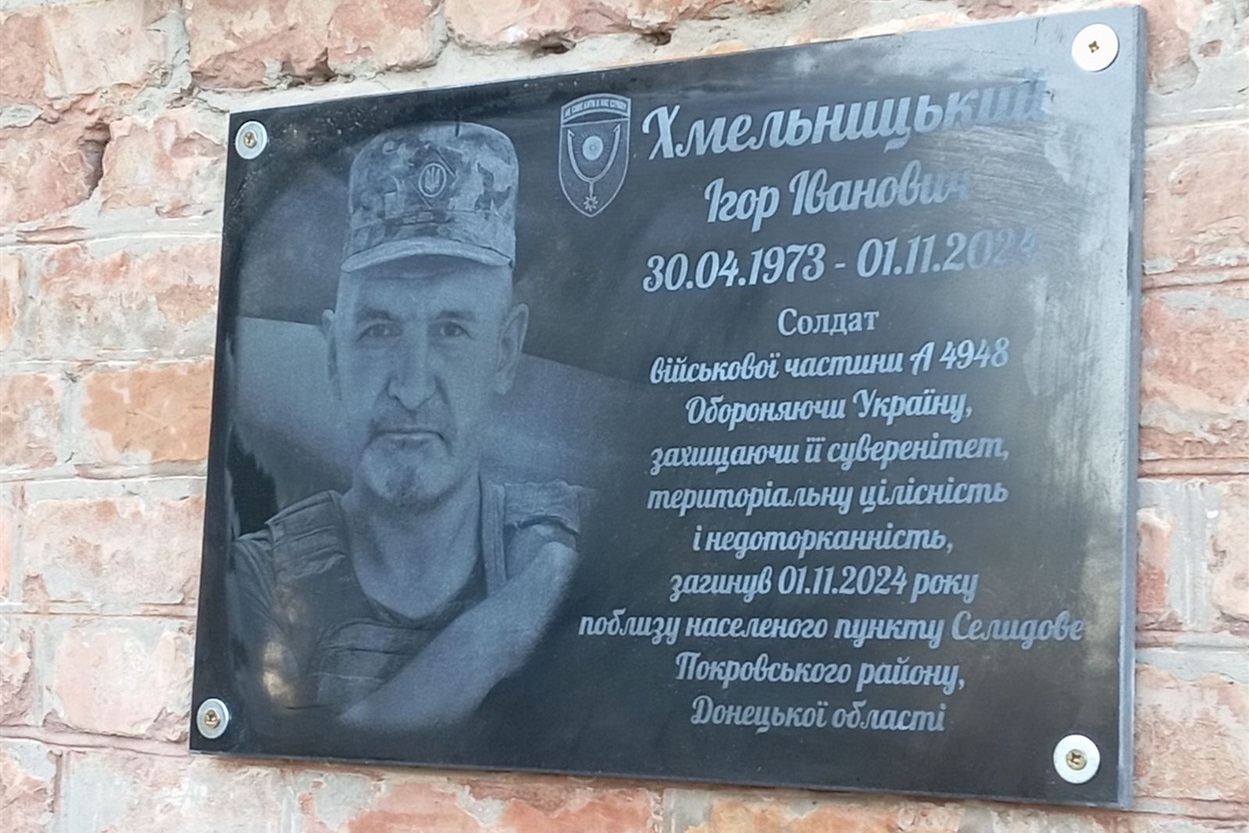 Хмельницький
Ігор Іванович
30.04.1973 - 01.11.2024
Солдат
військової частини А 4948
Обороняючи Україну,
захищаючи її суверенітет,
територіальну цілісність
і недоторканність,
загинув 01.11.2024 року
поблизу населеного пункту Селидове
Покровського району,
Донецької області